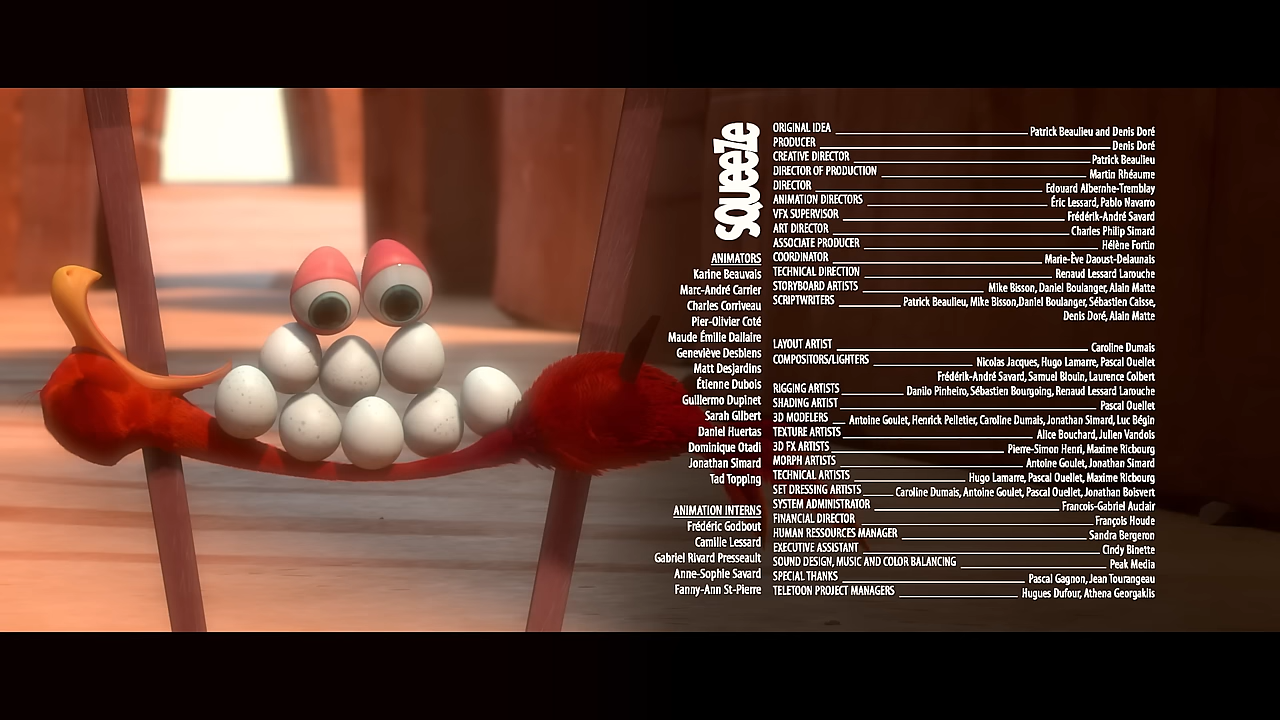 squeeze
ANIMATORS
Karine Beauvais
Marc-André Carrier
Charles Corriveau
Pier-Olivier Coté
Maude Émilie Dallaire
Geneviève Desbiens
Matt Desjardins
Étienne Dubois
Guillermo Dupinet
Sarah Gilbert
Daniel Huertas
Dominique Otadi
Jonathan Simard
Tad Topping
ANIMATION INTERNS
Frédéric Godbout
Camille Lessard
Gabriel Rivard Presseault
Anne-Sophie Savard
Fanny-Ann St-Pierre
ORIGINAL IDEA Patrick Beaulieu and Denis Doré
PRODUCER Denis Doré
CREATIVE DIRECTOR Patrick Beaulieu
DIRECTOR OF PRODUCTION Martin Rhéaume
DIRECTOR Edouard Albernhe-Tremblay
ANIMATION DIRECTORS Éric Lessard, Pablo Navarro
VFX SUPERVISOR Frédérik-André Savard
ART DIRECTOR Charles Philip Simard
ASSOCIATE PRODUCER Hélène Fortin
COORDINATOR Marie-Ève Daoust-Delaunais
TECHNICAL DIRECTION Renaud Lessard Larouche
STORYBOARD ARTISTS Mike Bisson, Daniel Boulanger, Alain Matte
SCRIPTWRITERS Patrick Beaulieu, Mike Bisson,Daniel Boulanger, Sébastien Caisse,
Denis Doré, Alain Matte
LAYOUT ARTIST Caroline Dumais
COMPOSITORS/LIGHTERS Nicolas Jacques, Hugo Lamarre, Pascal Ouellet
Frédérik-André Savard, Samuel Blouin, Laurence Colbert
RIGGING ARTISTS Danilo Pinheiro, Sébastien Bourgoing, Renaud Lessard Larouche
SHADING ARTIST Pascal Ouellet
3D MODELERS Antoine Goulet, Henrick Pelletier, Caroline Dumais, Jonathan Simard, Luc Bégin
TEXTURE ARTISTS Alice Bouchard, Julien Vandois
3D FX ARTISTS Pierre-Simon Henri, Maxime Ricbourg
MORPH ARTISTS Antoine Goulet, Jonathan Simard
TECHNICAL ARTISTS Hugo Lamarre, Pascal Ouellet, Maxime Ricbourg
SET DRESSING ARTISTS Caroline Dumais, Antoine Goulet, Pascal Ouellet, Jonathan Boisvert
SYSTEM ADMINISTRATOR Francois-Gabriel Auclair
FINANCIAL DIRECTOR François Houde
HUMAN RESSOURCES MANAGER Sandra Bergeron
EXECUTIVE ASSISTANT Cindy Binette
SOUND DESIGN, MUSIC AND COLOR BALANCING Peak Media
SPECIAL THANKS Pascal Gagnon, Jean Tourangeau
TELETOON PROJECT MANAGERS Hugues Dufour, Athena Georgaklis